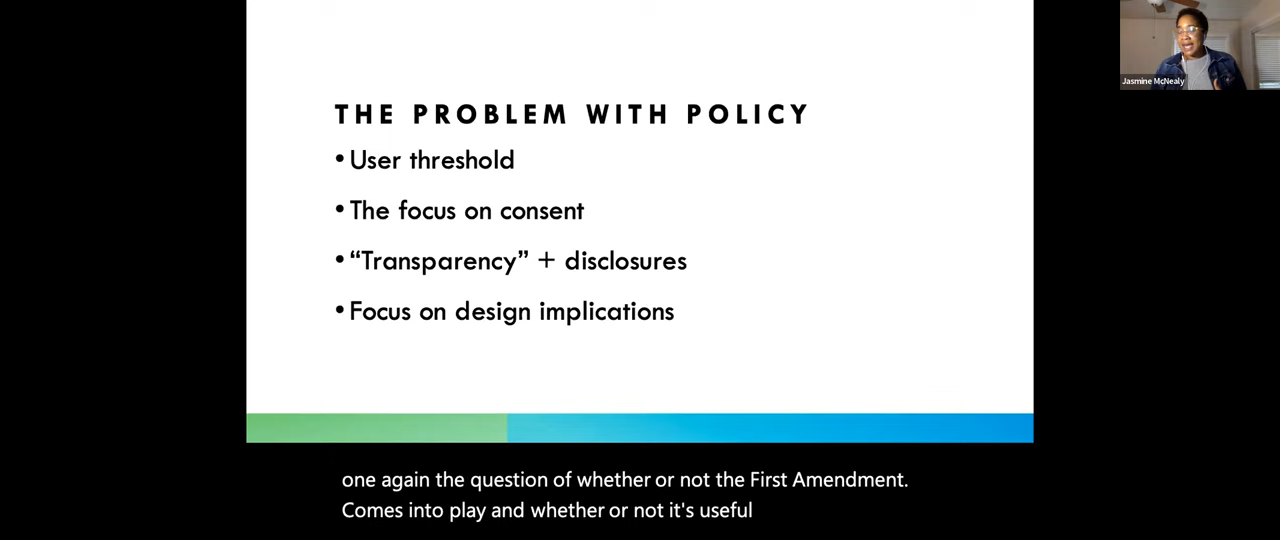 THE PROBLEM WITH POLICY
• User threshold
• The focus on consent
• “Transparency” + disclosures
• Focus on design implications
Jasmine McNealy
one again the question of whether or not the First Amendment.
Comes into play and whether or not it's useful